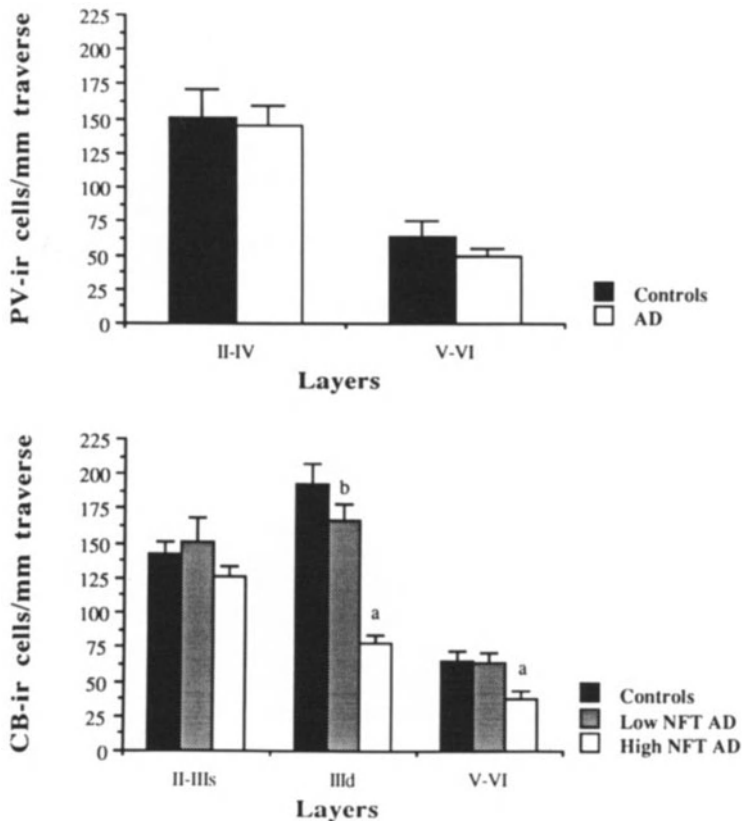 PV-ir cells/mm traverse
225
200
175
150
125
100
75
50
25
0
II-IV
V-VI
Layers
Controls
AD
CB-ir cells/mm traverse
225
200
175
150
125
100
75
50
25
0
b
a
a
II-IIIs
IIId
V-VI
Layers
Controls
Low NFT AD
High NFT AD